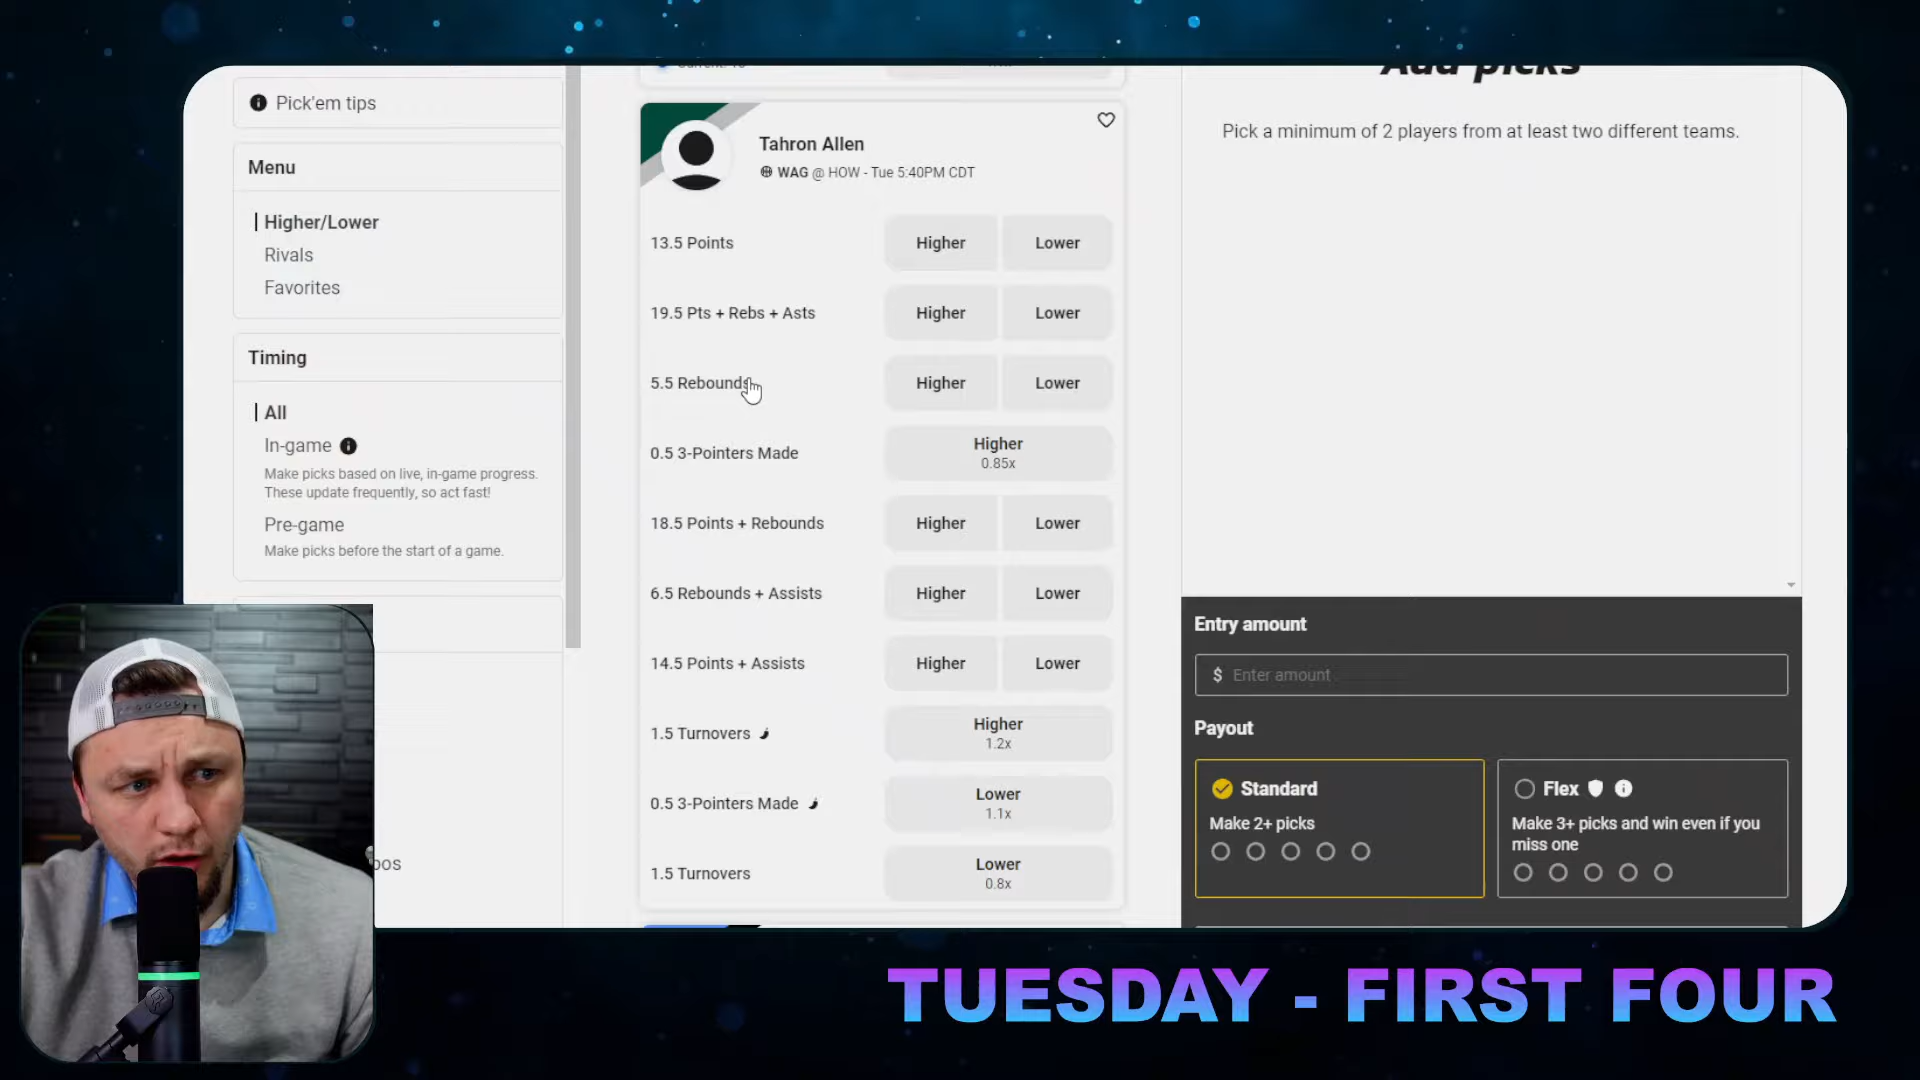 Add picks
Pick'em tips
Menu
Higher/Lower
Rivals
Favorites
Timing
All
In-game
Make picks based on live, in-game progress.
These update frequently, so act fast!
Pre-game
Make picks before the start of a game.
Tahron Allen
WAG @ HOW - Tue 5:40PM CDT
13.5 Points
Higher
Lower
19.5 Pts + Rebs + Asts
Higher
Lower
5.5 Rebounds
Higher
Lower
0.5 3-Pointers Made
Higher
0.85x
18.5 Points + Rebounds
Higher
Lower
6.5 Rebounds + Assists
Higher
Lower
14.5 Points + Assists
Higher
Lower
1.5 Turnovers
Higher
1.2x
0.5 3-Pointers Made
Lower
1.1x
1.5 Turnovers
Lower
0.8x
Pick a minimum of 2 players from at least two different teams.
Entry amount
$ Enter amount
Payout
Standard
Make 2+ picks
Flex
Make 3+ picks and win even if you
miss one
TUESDAY - FIRST FOUR